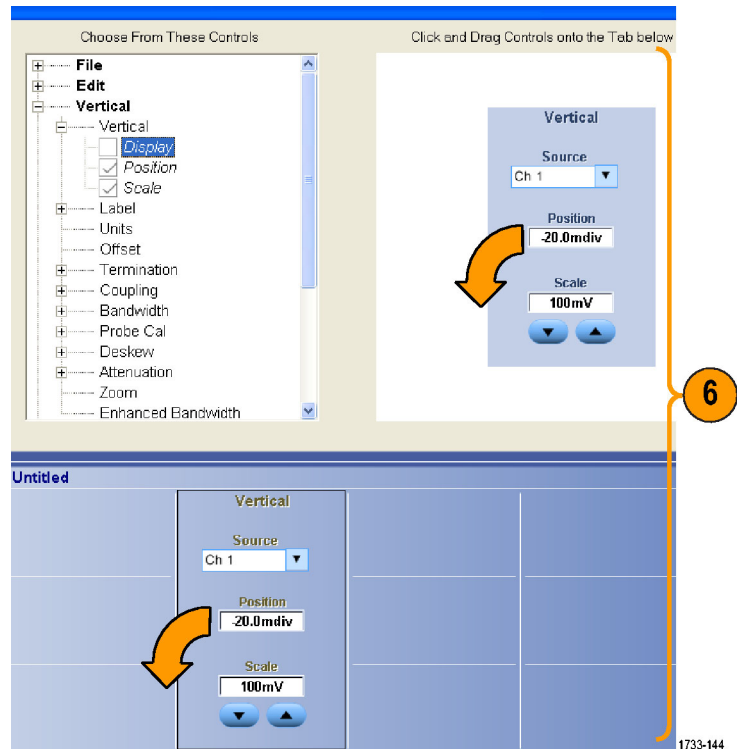 Choose From These Controls
Click and Drag Controls onto the Tab below
File
Edit
Vertical
Vertical
Display
Position
Scale
Label
Units
Offset
Termination
Coupling
Bandwidth
Probe Cal
Deskew
Attenuation
Zoom
Enhanced Bandwidth
Vertical
Source
Ch 1
Position
-20.0mdiv
Scale
100mV
6
Untitled
Vertical
Source
Ch 1
Position
-20.0mdiv
Scale
100mV
1733-144